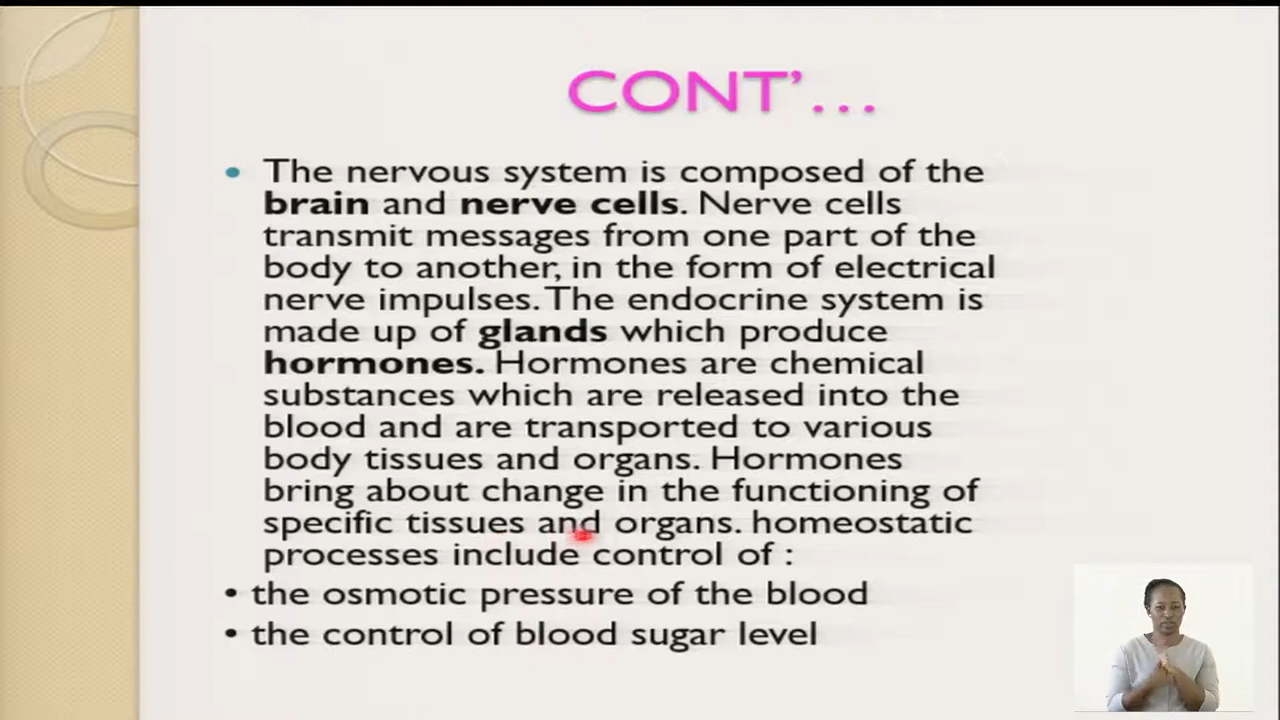 CONT'...
• The nervous system is composed of the
brain and nerve cells. Nerve cells
transmit messages from one part of the
body to another, in the form of electrical
nerve impulses. The endocrine system is
made up of glands which produce
hormones. Hormones are chemical
substances which are released into the
blood and are transported to various
body tissues and organs. Hormones
bring about change in the functioning of
specific tissues and organs. homeostatic
processes include control of :
• the osmotic pressure of the blood
• the control of blood sugar level